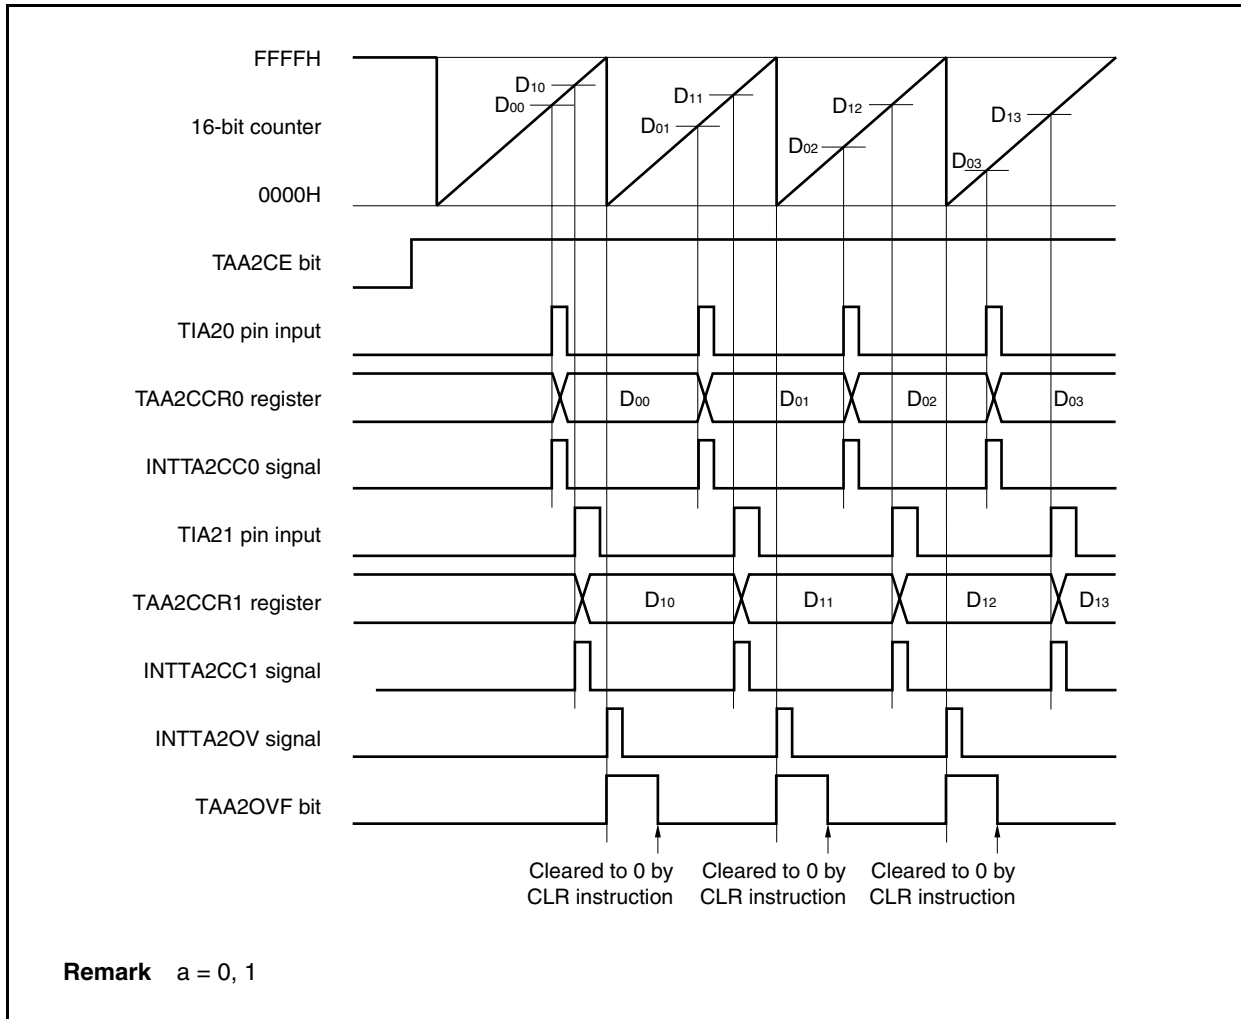 FFFFH
16-bit counter
0000H
D00
D10
D01
D11
D02
D12
D03
D13
TAA2CE bit
TIA20 pin input
TAA2CCR0 register
D00
D01
D02
D03
INTTA2CC0 signal
TIA21 pin input
TAA2CCR1 register
D10
D11
D12
D13
INTTA2CC1 signal
INTTA2OV signal
TAA2OVF bit
Cleared to 0 by
CLR instruction
Cleared to 0 by
CLR instruction
Cleared to 0 by
CLR instruction
Remark a = 0, 1